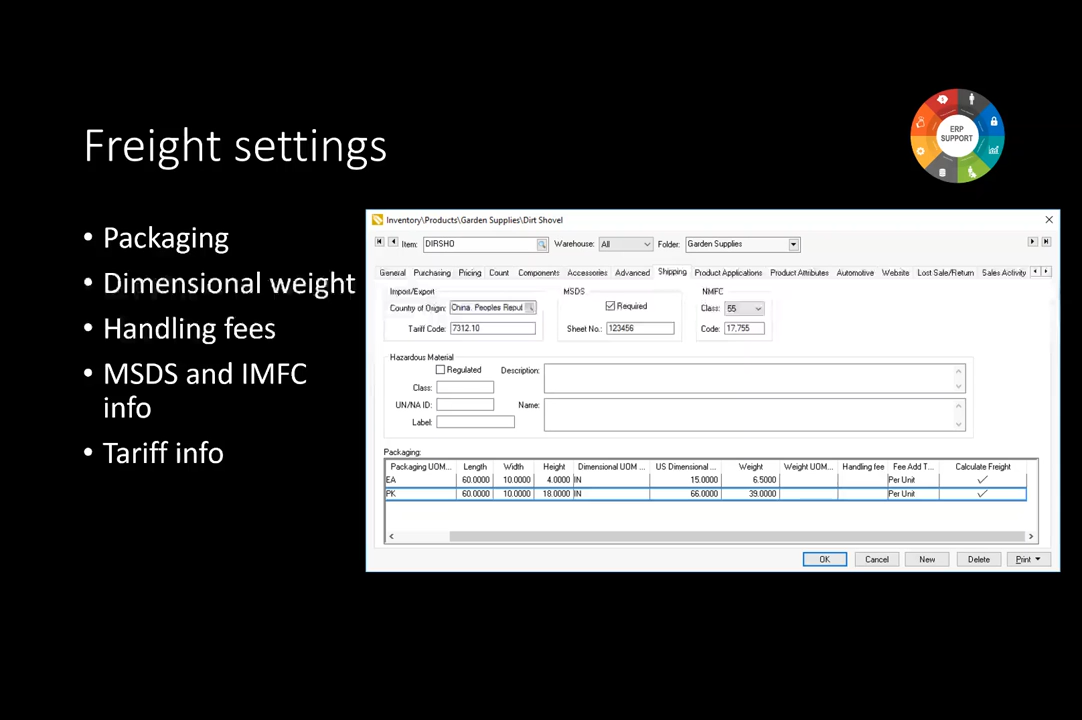 Freight settings
ERP
SUPPORT
• Packaging
• Dimensional weight
• Handling fees
• MSDS and IMFC
info
• Tariff info
Inventory\Products\Garden Supplies\Dirt Shovel
Item: DIRSHO Warehouse: All Folder: Garden Supplies
General Purchasing Pricing Count Components Accessories Advanced Shipping Product Applications Product Attributes Automotive Website Lost Sale/Return Sales Activity
Import/Export MSDS NMFC
Country of Origin: China. Peoples Reput Required Class: 55
Tariff Code: 7312.10 Sheet No.: 123456 Code: 17,755
Hazardous Material
Regulated Description:
Class:
UN/NA ID: Name:
Label:
Packaging:
Packaging UOM... Length Width Height Dimensional UOM ... US Dimensional ... Weight Weight UOM... Handling fee Fee Add T... Calculate Freight
EA 60.0000 10.0000 4.0000 IN 15.0000 6.5000 Per Unit ✓
PK 60.0000 10.0000 18.0000 IN 66.0000 39.0000 Per Unit ✓
OK Cancel New Delete Print